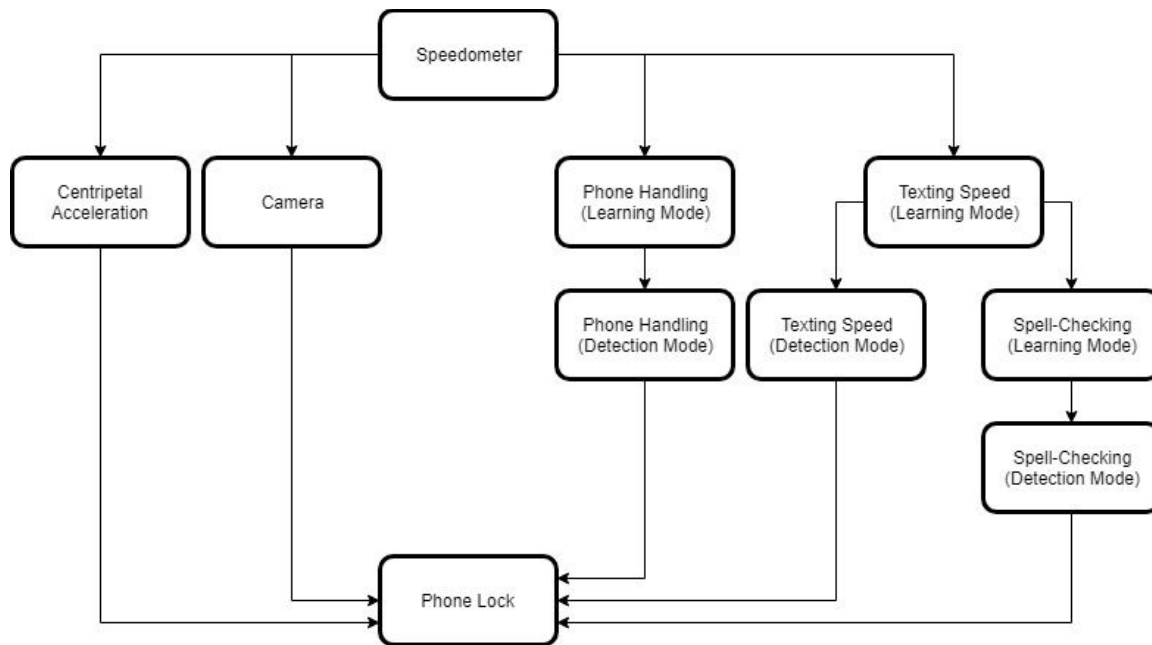 Speedometer
Centripetal
Acceleration
Camera
Phone Handling
(Learning Mode)
Texting Speed
(Learning Mode)
Phone Handling
(Detection Mode)
Texting Speed
(Detection Mode)
Spell-Checking
(Learning Mode)
Spell-Checking
(Detection Mode)
Phone Lock